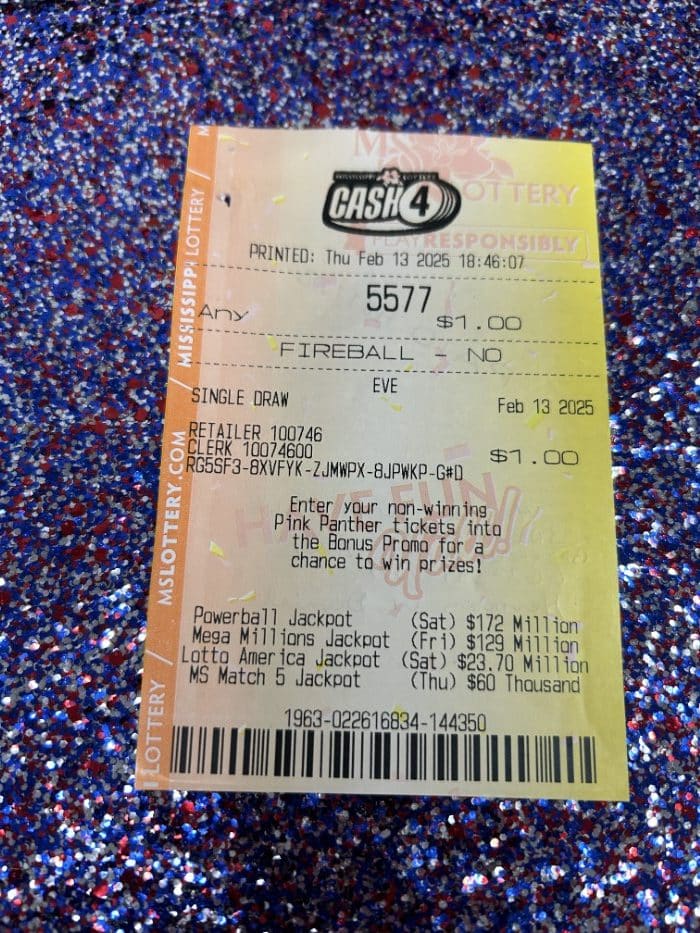 MS LOTTERY
MISSISSIPPI LOTTERY
CASH 4
PLAY RESPONSIBLY
PRINTED: Thu Feb 13 2025 18:46:07
5577
Any $1.00
FIREBALL - NO
EVE
SINGLE DRAW Feb 13 2025
RETAILER 100746
CLERK 10074600 $1.00
RG5SF3-8XVFYK-ZJMWPX-8JPWKP-G#D
HAVE FUN
Enter your non-winning
Pink Panther tickets into
the Bonus Promo for a
chance to win prizes!
Powerball Jackpot (Sat) $172 Million
Mega Millions Jackpot (Fri) $129 Million
Lotto America Jackpot (Sat) $23.70 Million
MS Match 5 Jackpot (Thu) $60 Thousand
1963-022616834-144350
LOTTERY / MSLOTTERY.COM / MISSISSIPPI LOTTERY / M